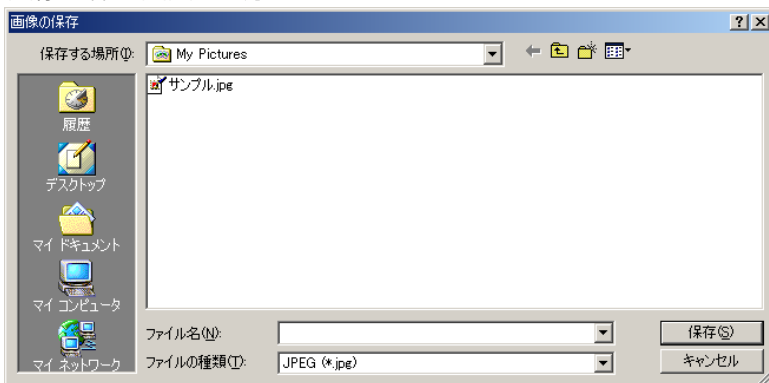 画像の保存
保存する場所(I):
My Pictures
サンプル.jpg
履歴
デスクトップ
マイ ドキュメント
マイ コンピュータ
マイ ネットワーク
ファイル名(N):
保存(S)
ファイルの種類(T):
JPEG (*.jpg)
キャンセル